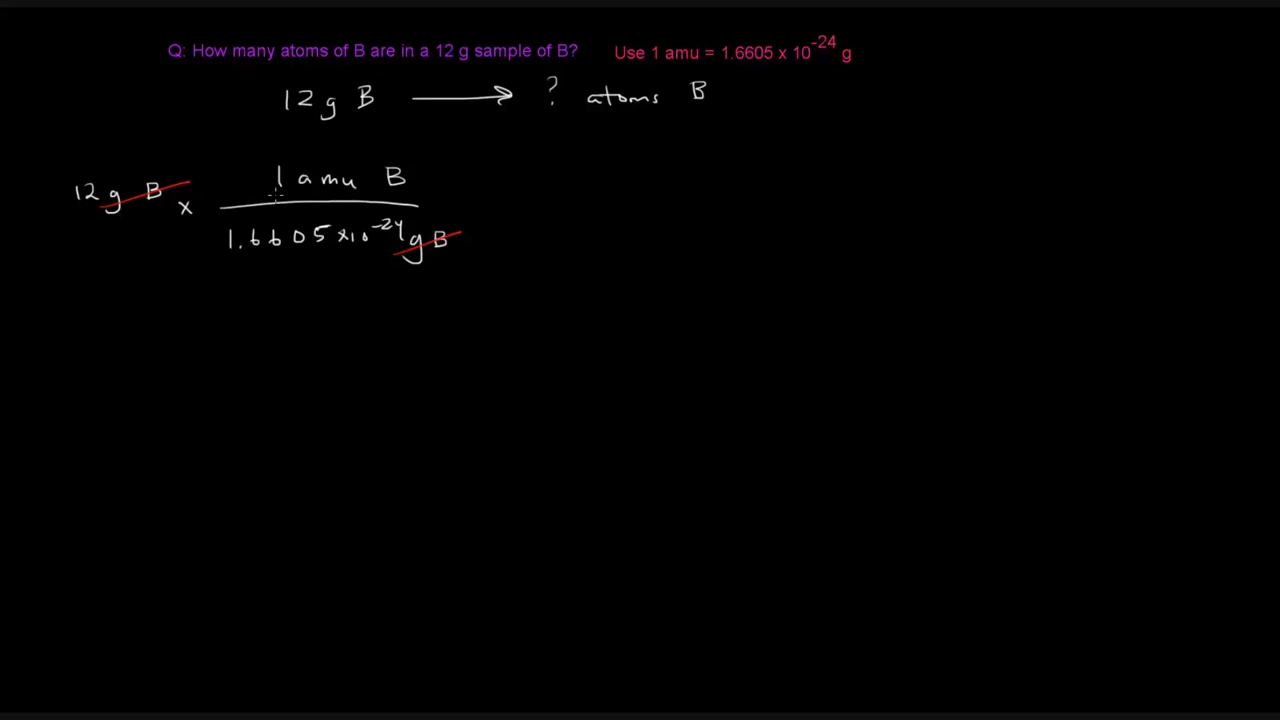 Q: How many atoms of B are in a 12 g sample of B? Use 1 amu = 1.6605 x 10⁻²⁴ g
12 g B ⟶ ? atoms B
12 g B x 1 amu B
1.6605 x 10⁻²⁴ g B